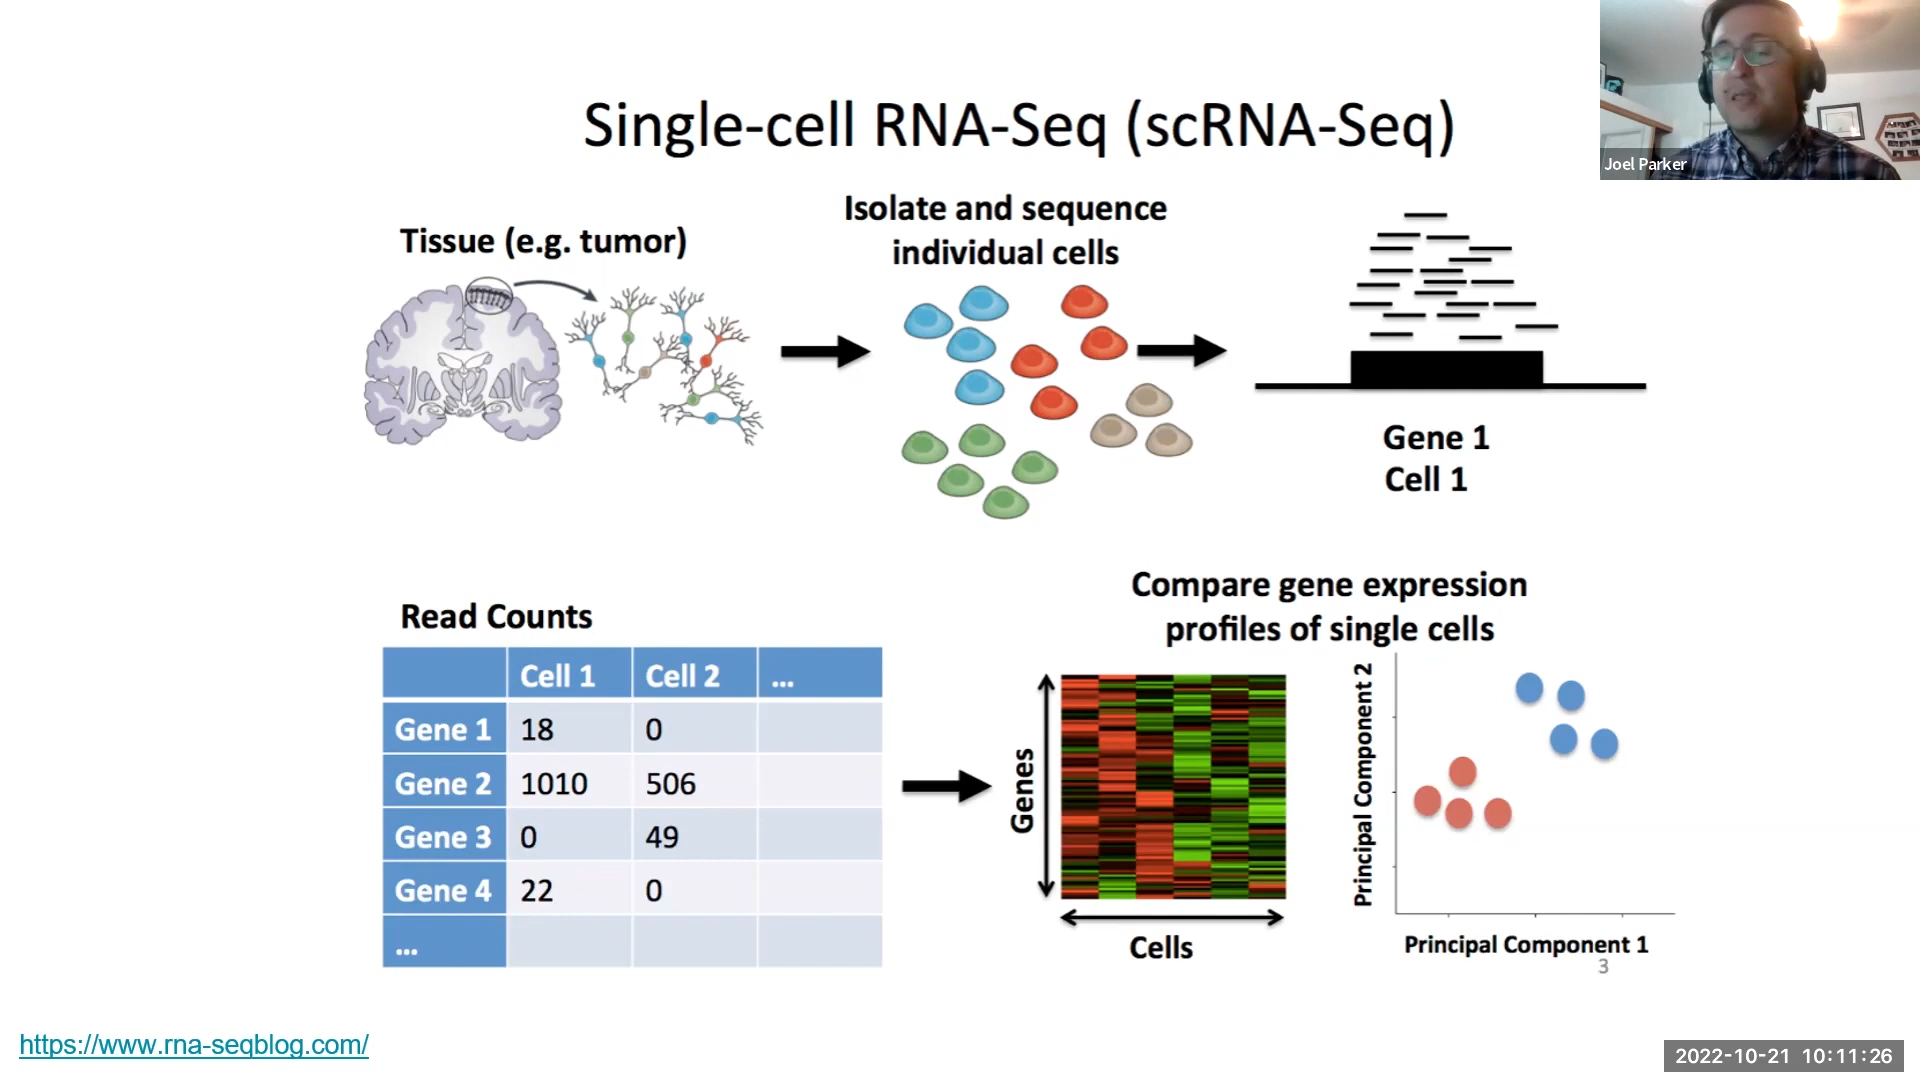 Joel Parker
Single-cell RNA-Seq (scRNA-Seq)
Tissue (e.g. tumor)
Isolate and sequence
individual cells
Gene 1
Cell 1
Read Counts
Cell 1 Cell 2 ...
Gene 1 18 0
Gene 2 1010 506
Gene 3 0 49
Gene 4 22 0
...
Compare gene expression
profiles of single cells
Genes
Cells
Principal Component 2
Principal Component 1
3
https://www.rna-seqblog.com/
2022-10-21 10:11:26